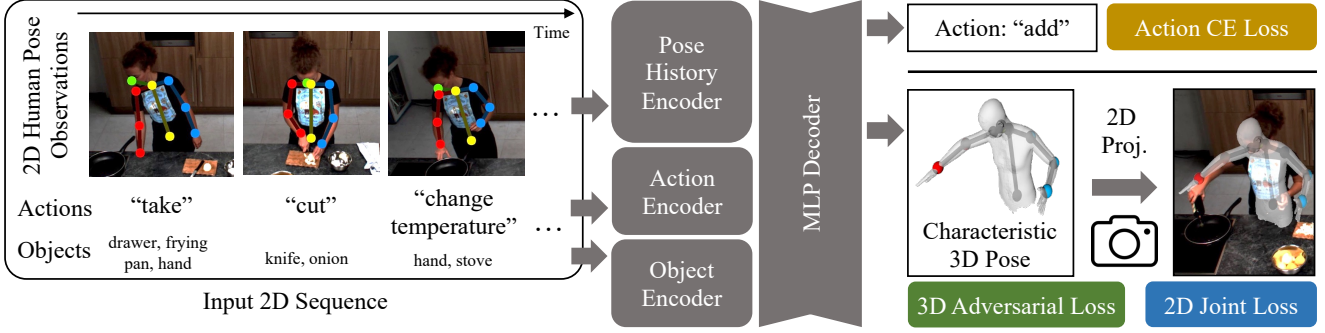 Time
2D Human Pose
Observations
...
Actions
"take"
"cut"
"change
temperature"
...
Objects
drawer, frying
pan, hand
knife, onion
hand, stove
Input 2D Sequence
Pose
History
Encoder
Action
Encoder
Object
Encoder
MLP Decoder
Action: "add"
Action CE Loss
Characteristic
3D Pose
2D
Proj.
3D Adversarial Loss
2D Joint Loss